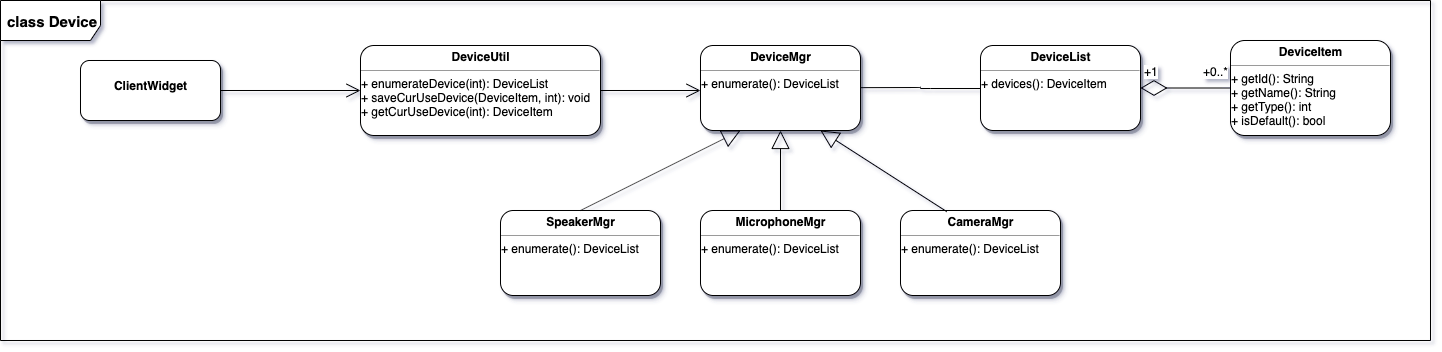 class Device
ClientWidget
DeviceUtil
+ enumerateDevice(int): DeviceList
+ saveCurUseDevice(DeviceItem, int): void
+ getCurUseDevice(int): DeviceItem
DeviceMgr
+ enumerate(): DeviceList
DeviceList
+ devices(): DeviceItem
+1
+0..*
DeviceItem
+ getId(): String
+ getName(): String
+ getType(): int
+ isDefault(): bool
SpeakerMgr
+ enumerate(): DeviceList
MicrophoneMgr
+ enumerate(): DeviceList
CameraMgr
+ enumerate(): DeviceList